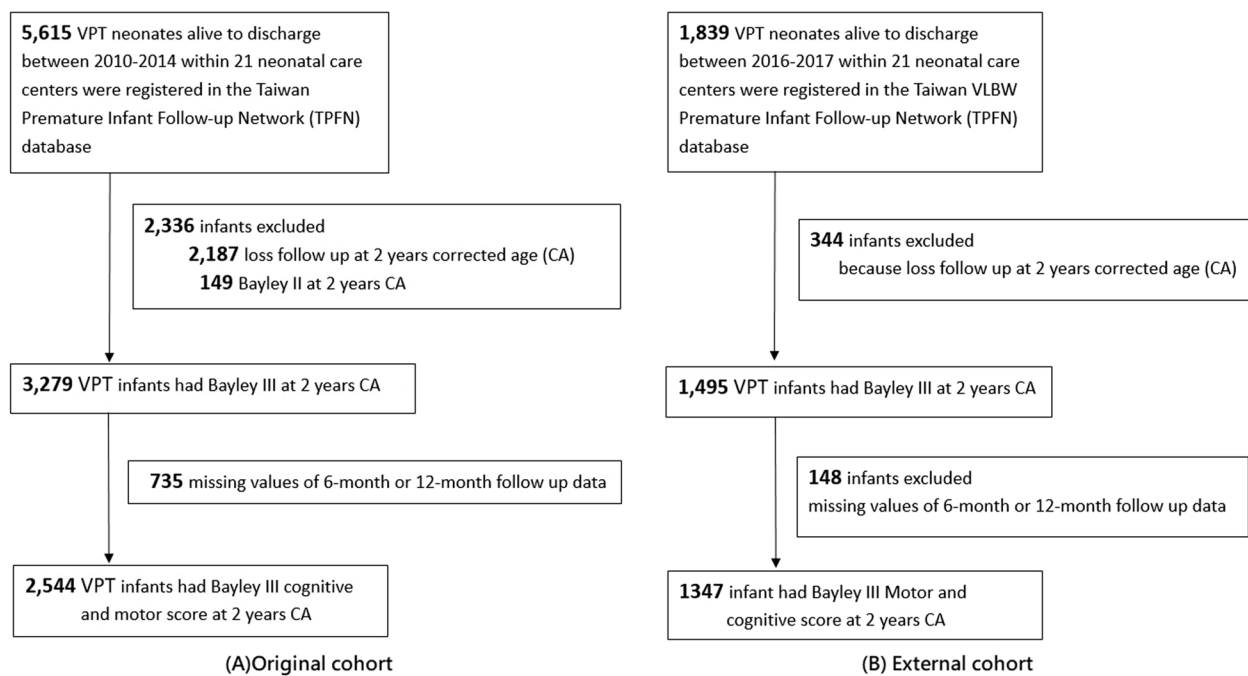 5,615 VPT neonates alive to discharge
between 2010-2014 within 21 neonatal care
centers were registered in the Taiwan
Premature Infant Follow-up Network (TPFN)
database
2,336 infants excluded
2,187 loss follow up at 2 years corrected age (CA)
149 Bayley II at 2 years CA
3,279 VPT infants had Bayley III at 2 years CA
735 missing values of 6-month or 12-month follow up data
2,544 VPT infants had Bayley III cognitive
and motor score at 2 years CA
(A)Original cohort
1,839 VPT neonates alive to discharge
between 2016-2017 within 21 neonatal care
centers were registered in the Taiwan VLBW
Premature Infant Follow-up Network (TPFN)
database
344 infants excluded
because loss follow up at 2 years corrected age (CA)
1,495 VPT infants had Bayley III at 2 years CA
148 infants excluded
missing values of 6-month or 12-month follow up data
1347 infant had Bayley III Motor and
cognitive score at 2 years CA
(B) External cohort